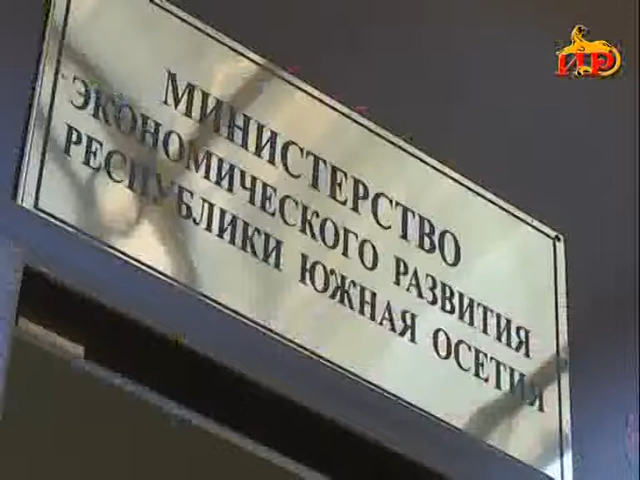 ИР
МИНИСТЕРСТВО
ЭКОНОМИЧЕСКОГО РАЗВИТИЯ
РЕСПУБЛИКИ ЮЖНАЯ ОСЕТИЯ